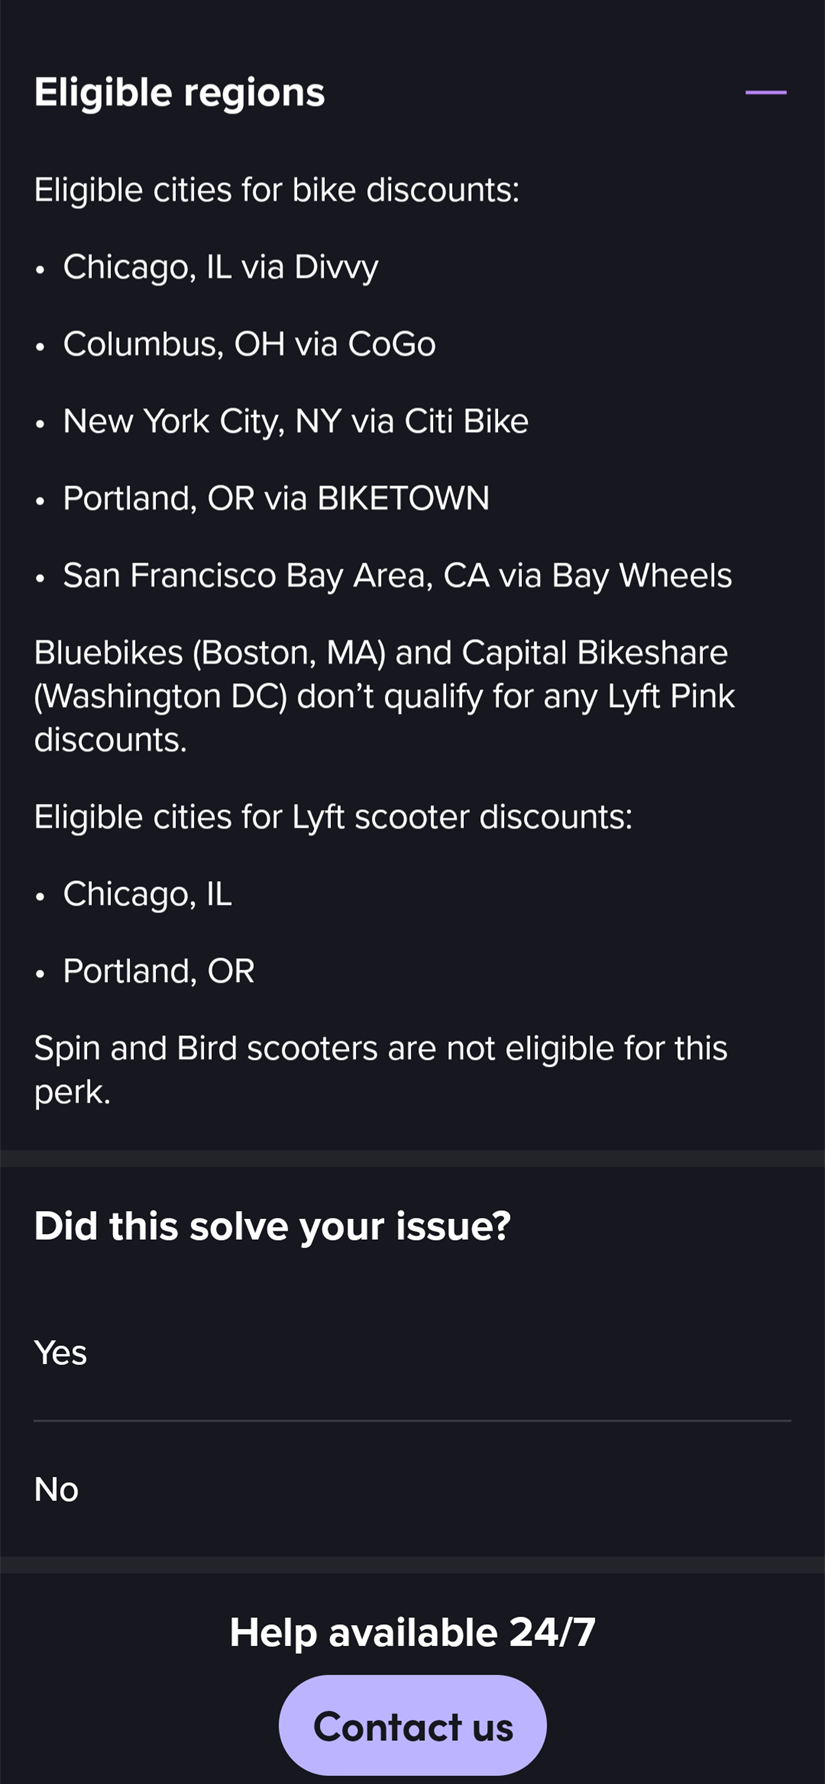 Eligible regions
Eligible cities for bike discounts:
• Chicago, IL via Divvy
• Columbus, OH via CoGo
• New York City, NY via Citi Bike
• Portland, OR via BIKETOWN
• San Francisco Bay Area, CA via Bay Wheels
Bluebikes (Boston, MA) and Capital Bikeshare
(Washington DC) don’t qualify for any Lyft Pink
discounts.
Eligible cities for Lyft scooter discounts:
• Chicago, IL
• Portland, OR
Spin and Bird scooters are not eligible for this
perk.
Did this solve your issue?
Yes
No
Help available 24/7
Contact us